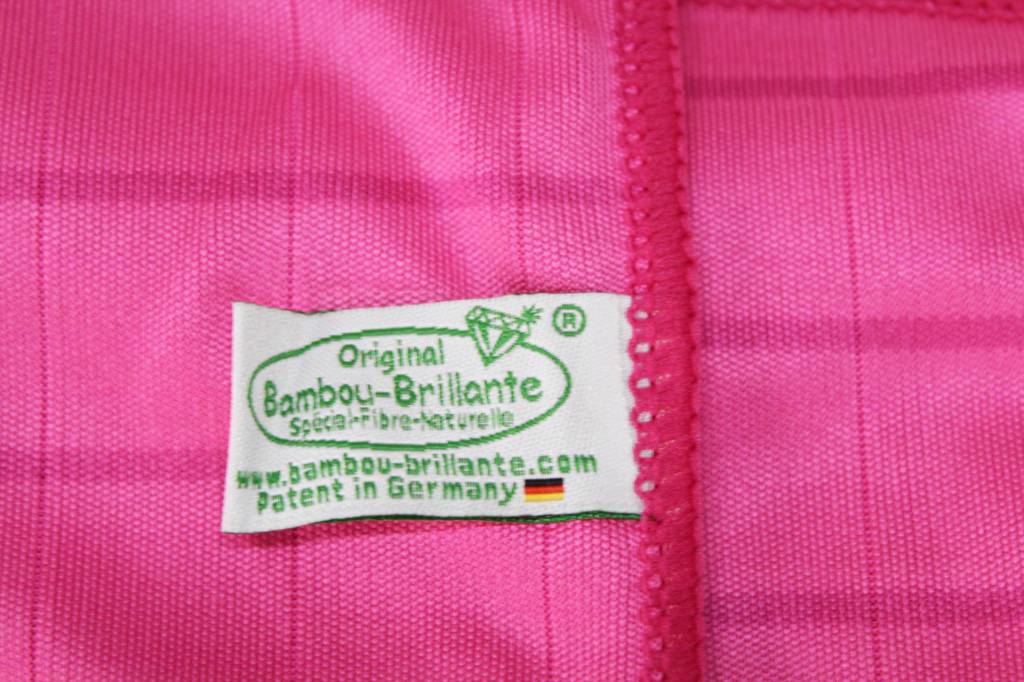 Original ®
Bambou-Brillante
Spécial-Fibre-Naturelle
www.bambou-brillante.com
Patent in Germany